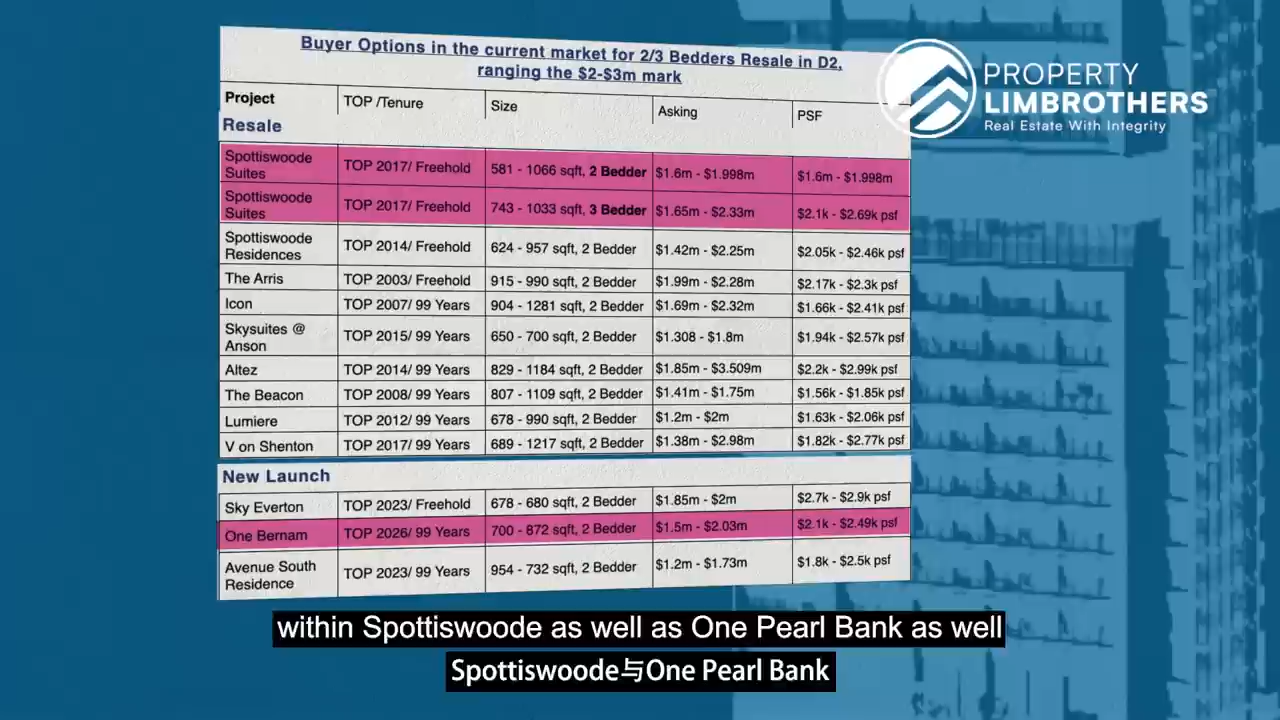 Buyer Options in the current market for 2/3 Bedders Resale in D2,
ranging the $2-$3m mark
PROPERTY
LIMBROTHERS
Real Estate With Integrity
Project TOP /Tenure Size Asking PSF
Resale
Spottiswoode Suites TOP 2017/ Freehold 581 - 1066 sqft, 2 Bedder $1.6m - $1.998m $1.6m - $1.998m
Spottiswoode Suites TOP 2017/ Freehold 743 - 1033 sqft, 3 Bedder $1.65m - $2.33m $2.1k - $2.69k psf
Spottiswoode Residences TOP 2014/ Freehold 624 - 957 sqft, 2 Bedder $1.42m - $2.25m $2.05k - $2.46k psf
The Arris TOP 2003/ Freehold 915 - 990 sqft, 2 Bedder $1.99m - $2.28m $2.17k - $2.3k psf
Icon TOP 2007/ 99 Years 904 - 1281 sqft, 2 Bedder $1.69m - $2.32m $1.66k - $2.41k psf
Skysuites @ Anson TOP 2015/ 99 Years 650 - 700 sqft, 2 Bedder $1.308 - $1.8m $1.94k - $2.57k psf
Altez TOP 2014/ 99 Years 829 - 1184 sqft, 2 Bedder $1.85m - $3.509m $2.2k - $2.99k psf
The Beacon TOP 2008/ 99 Years 807 - 1109 sqft, 2 Bedder $1.41m - $1.75m $1.56k - $1.85k psf
Lumiere TOP 2012/ 99 Years 678 - 990 sqft, 2 Bedder $1.2m - $2m $1.63k - $2.06k psf
V on Shenton TOP 2017/ 99 Years 689 - 1217 sqft, 2 Bedder $1.38m - $2.98m $1.82k - $2.77k psf
New Launch
Sky Everton TOP 2023/ Freehold 678 - 680 sqft, 2 Bedder $1.85m - $2m $2.7k - $2.9k psf
One Bernam TOP 2026/ 99 Years 700 - 872 sqft, 2 Bedder $1.5m - $2.03m $2.1k - $2.49k psf
Avenue South Residence TOP 2023/ 99 Years 954 - 732 sqft, 2 Bedder $1.2m - $1.73m $1.8k - $2.5k psf
within Spottiswoode as well as One Pearl Bank as well
Spottiswoode与One Pearl Bank